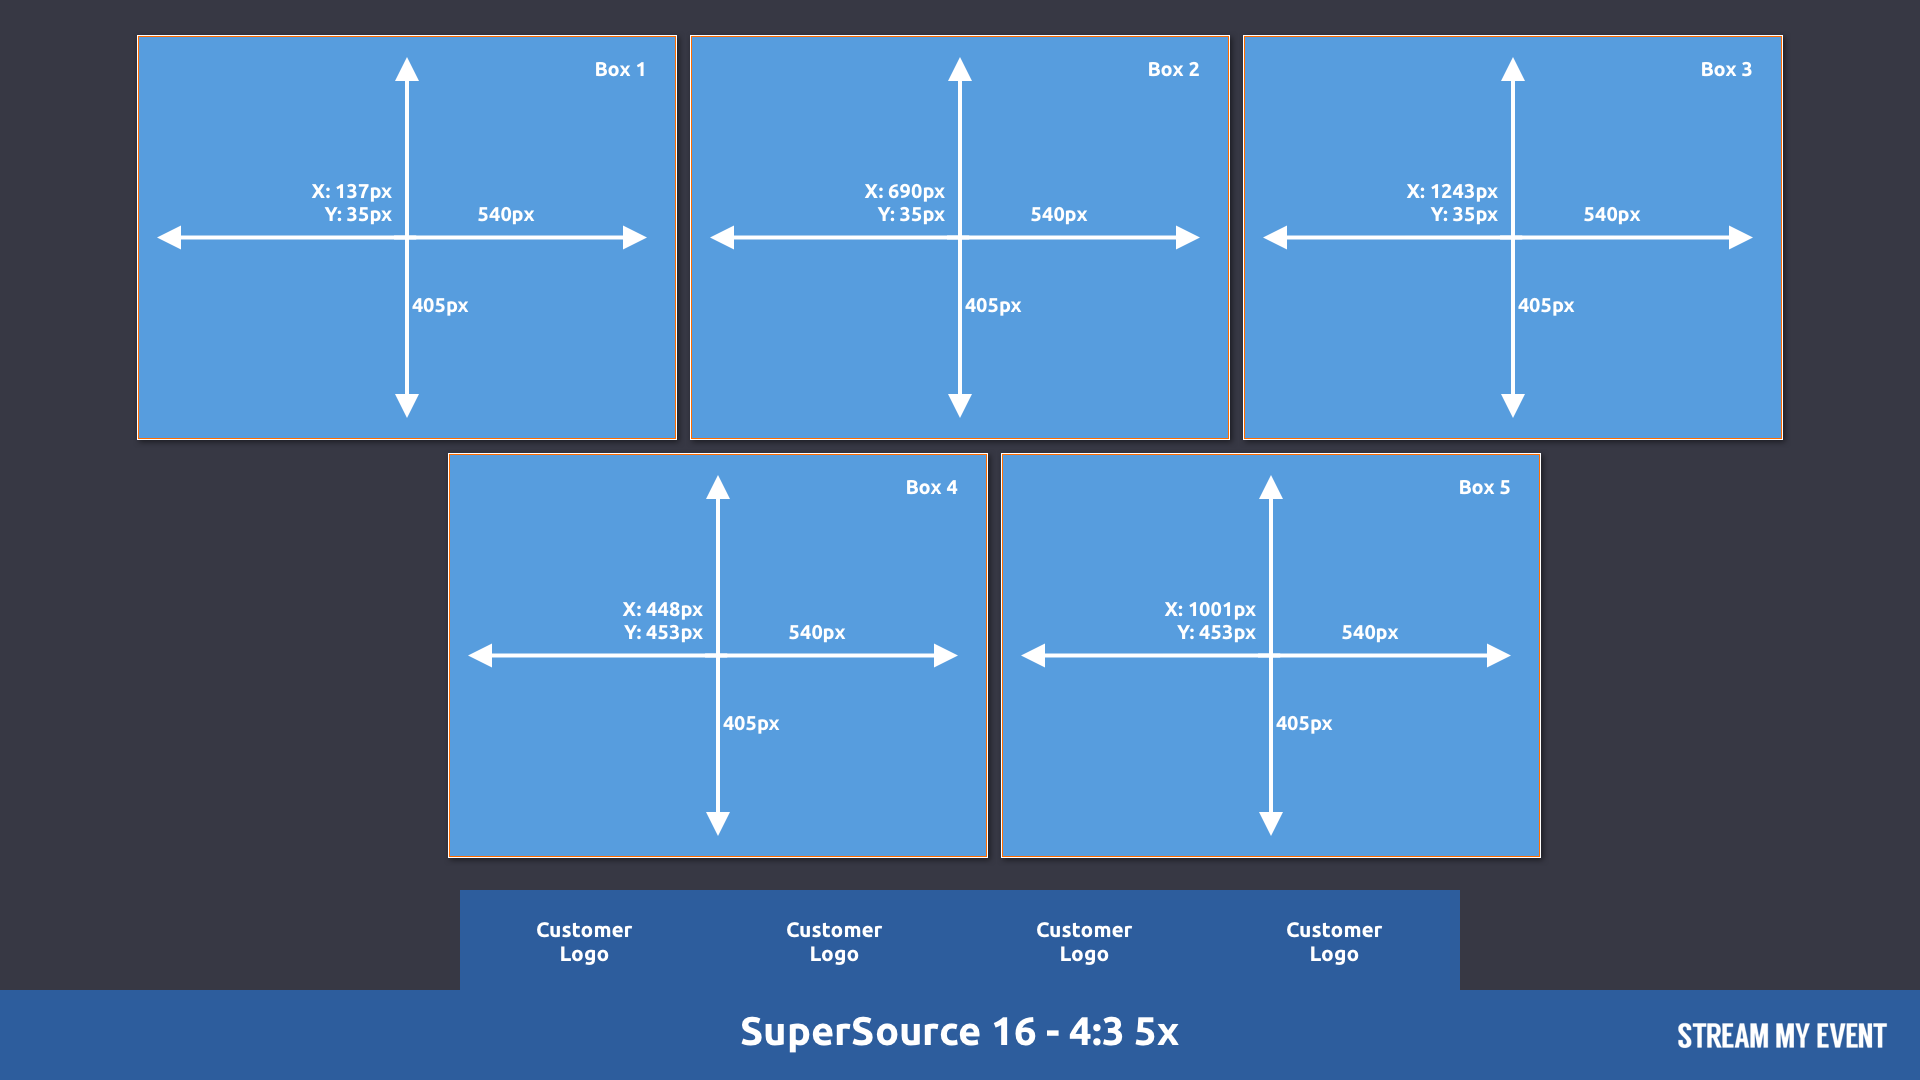 Box 1
X: 137px
Y: 35px
540px
405px
Box 2
X: 690px
Y: 35px
540px
405px
Box 3
X: 1243px
Y: 35px
540px
405px
Box 4
X: 448px
Y: 453px
540px
405px
Box 5
X: 1001px
Y: 453px
540px
405px
Customer
Logo
Customer
Logo
Customer
Logo
Customer
Logo
SuperSource 16 - 4:3 5x
STREAM MY EVENT